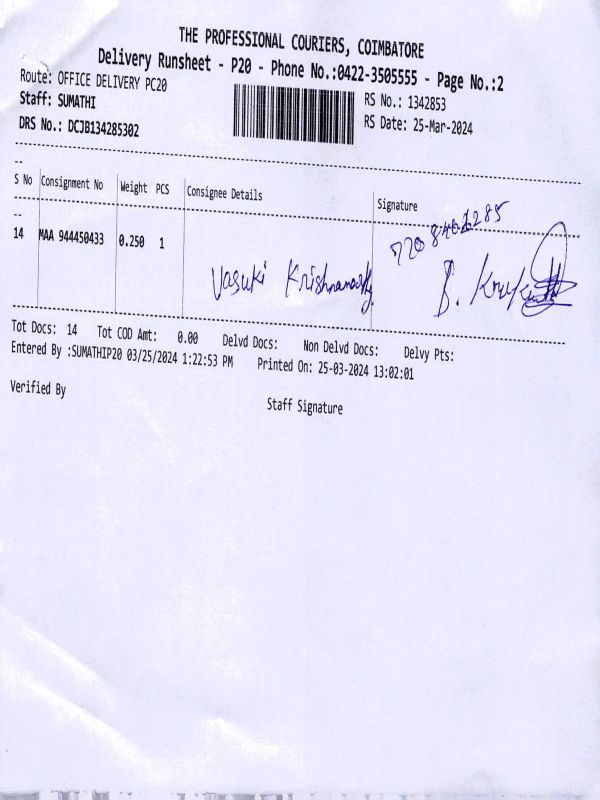 THE PROFESSIONAL COURIERS, COIMBATORE
Delivery Runsheet - P20 - Phone No.:0422-3505555 - Page No.:2
Route: OFFICE DELIVERY PC20
RS No.: 1342853
Staff: SUMATHI
RS Date: 25-Mar-2024
DRS No.: DCJB134285302
--
S No Consignment No Weight PCS Consignee Details Signature
--
14 MAA 944450433 0.250 1
Vasuki
Tot Docs: 14 Tot COD Amt: 0.00 Delvd Docs: Non Delvd Docs: Delvy Pts:
Entered By :SUMATHIP20 03/25/2024 1:22:53 PM Printed On: 25-03-2024 13:02:01
Verified By
Staff Signature